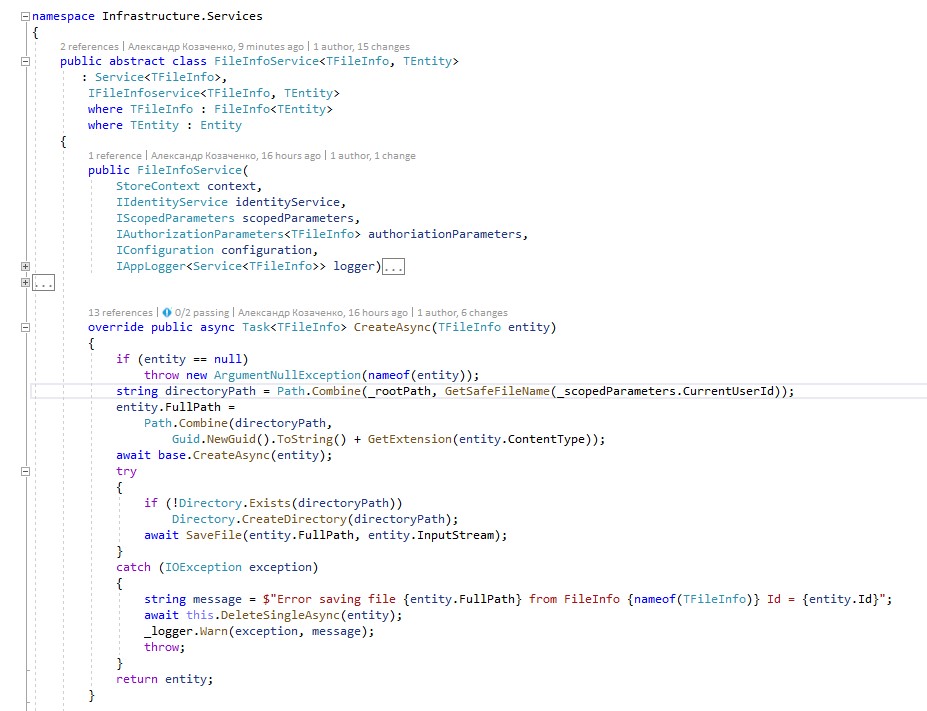 namespace Infrastructure.Services
{
2 references | Александр Козаченко, 9 minutes ago | 1 author, 15 changes
public abstract class FileInfoService<TFileInfo, TEntity>
: Service<TFileInfo>,
IFileInfoservice<TFileInfo, TEntity>
where TFileInfo : FileInfo<TEntity>
where TEntity : Entity
{
1 reference | Александр Козаченко, 16 hours ago | 1 author, 1 change
public FileInfoService(
StoreContext context,
IIdentityService identityService,
IScopedParameters scopedParameters,
IAuthorizationParameters<TFileInfo> authoriationParameters,
IConfiguration configuration,
IAppLogger<Service<TFileInfo>> logger)...
...
13 references | 0/2 passing | Александр Козаченко, 16 hours ago | 1 author, 6 changes
override public async Task<TFileInfo> CreateAsync(TFileInfo entity)
{
if (entity == null)
throw new ArgumentNullException(nameof(entity));
string directoryPath = Path.Combine(_rootPath, GetSafeFileName(_scopedParameters.CurrentUserId));
entity.FullPath =
Path.Combine(directoryPath,
Guid.NewGuid().ToString() + GetExtension(entity.ContentType));
await base.CreateAsync(entity);
try
{
if (!Directory.Exists(directoryPath))
Directory.CreateDirectory(directoryPath);
await SaveFile(entity.FullPath, entity.InputStream);
}
catch (IOException exception)
{
string message = $"Error saving file {entity.FullPath} from FileInfo {nameof(TFileInfo)} Id = {entity.Id}";
await this.DeleteSingleAsync(entity);
_logger.Warn(exception, message);
throw;
}
return entity;
}